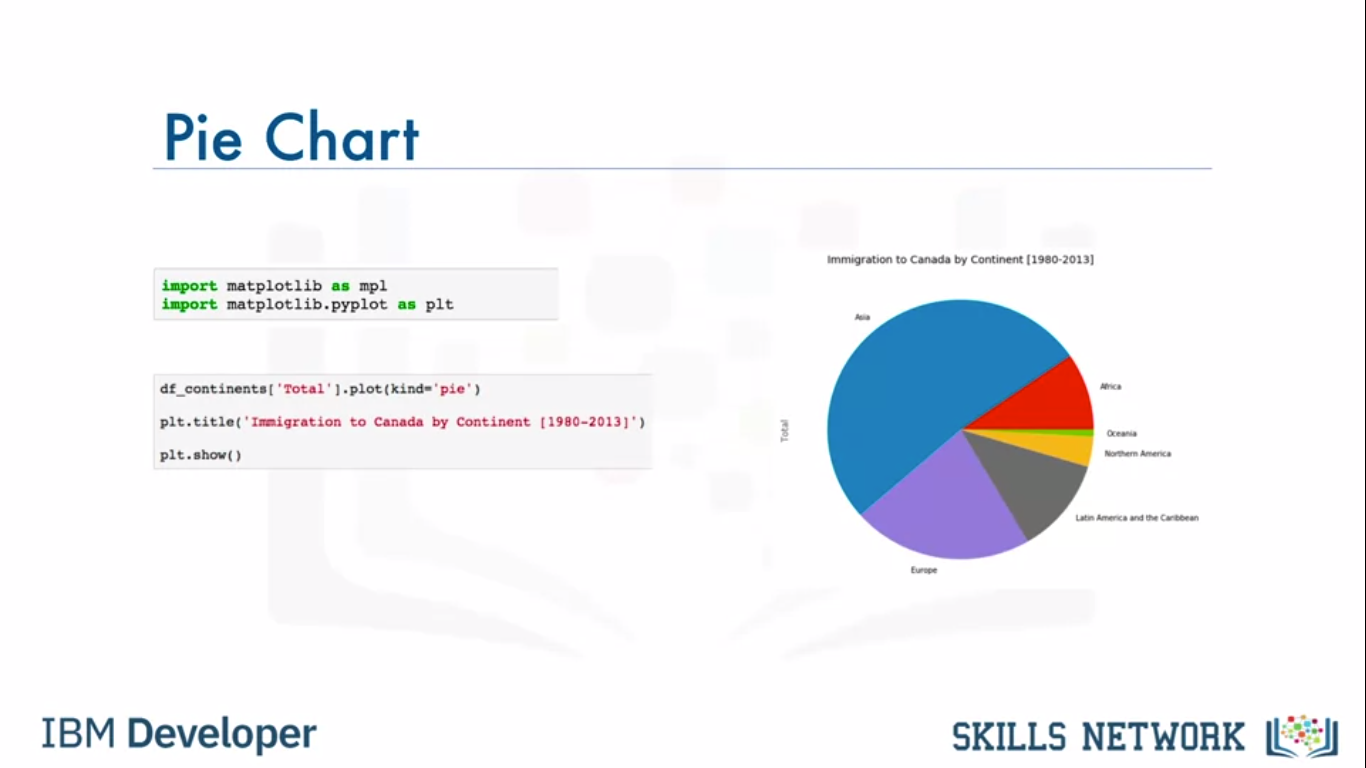 Pie Chart
import matplotlib as mpl
import matplotlib.pyplot as plt
df_continents['Total'].plot(kind='pie')
plt.title('Immigration to Canada by Continent [1980-2013]')
plt.show()
Immigration to Canada by Continent [1980-2013]
Asia
Africa
Total
Oceania
Northern America
Latin America and the Caribbean
Europe
IBM Developer
SKILLS NETWORK